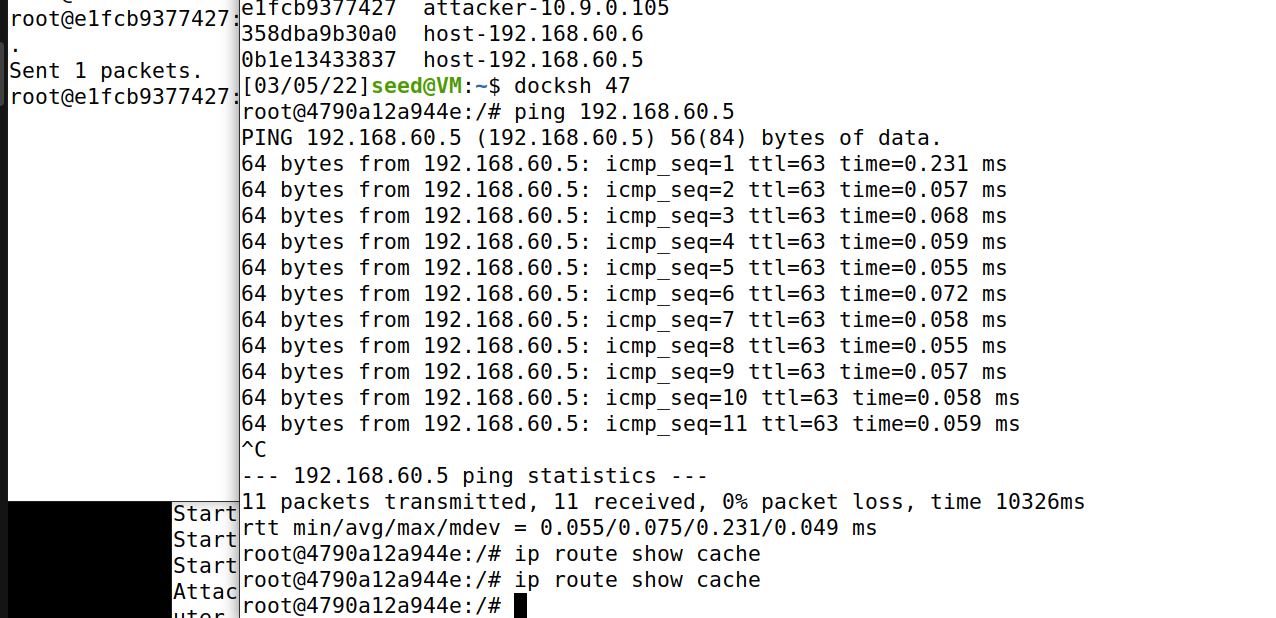 root@e1fcb9377427:
.
Sent 1 packets.
root@e1fcb9377427:
e1fcb9377427  attacker-10.9.0.105
358dba9b30a0  host-192.168.60.6
0b1e13433837  host-192.168.60.5
[03/05/22]seed@VM:~$ docksh 47
root@4790a12a944e:/# ping 192.168.60.5
PING 192.168.60.5 (192.168.60.5) 56(84) bytes of data.
64 bytes from 192.168.60.5: icmp_seq=1 ttl=63 time=0.231 ms
64 bytes from 192.168.60.5: icmp_seq=2 ttl=63 time=0.057 ms
64 bytes from 192.168.60.5: icmp_seq=3 ttl=63 time=0.068 ms
64 bytes from 192.168.60.5: icmp_seq=4 ttl=63 time=0.059 ms
64 bytes from 192.168.60.5: icmp_seq=5 ttl=63 time=0.055 ms
64 bytes from 192.168.60.5: icmp_seq=6 ttl=63 time=0.072 ms
64 bytes from 192.168.60.5: icmp_seq=7 ttl=63 time=0.058 ms
64 bytes from 192.168.60.5: icmp_seq=8 ttl=63 time=0.055 ms
64 bytes from 192.168.60.5: icmp_seq=9 ttl=63 time=0.057 ms
64 bytes from 192.168.60.5: icmp_seq=10 ttl=63 time=0.058 ms
64 bytes from 192.168.60.5: icmp_seq=11 ttl=63 time=0.059 ms
^C
--- 192.168.60.5 ping statistics ---
11 packets transmitted, 11 received, 0% packet loss, time 10326ms
rtt min/avg/max/mdev = 0.055/0.075/0.231/0.049 ms
root@4790a12a944e:/# ip route show cache
root@4790a12a944e:/# ip route show cache
root@4790a12a944e:/#
Start
Start
Start
Attac